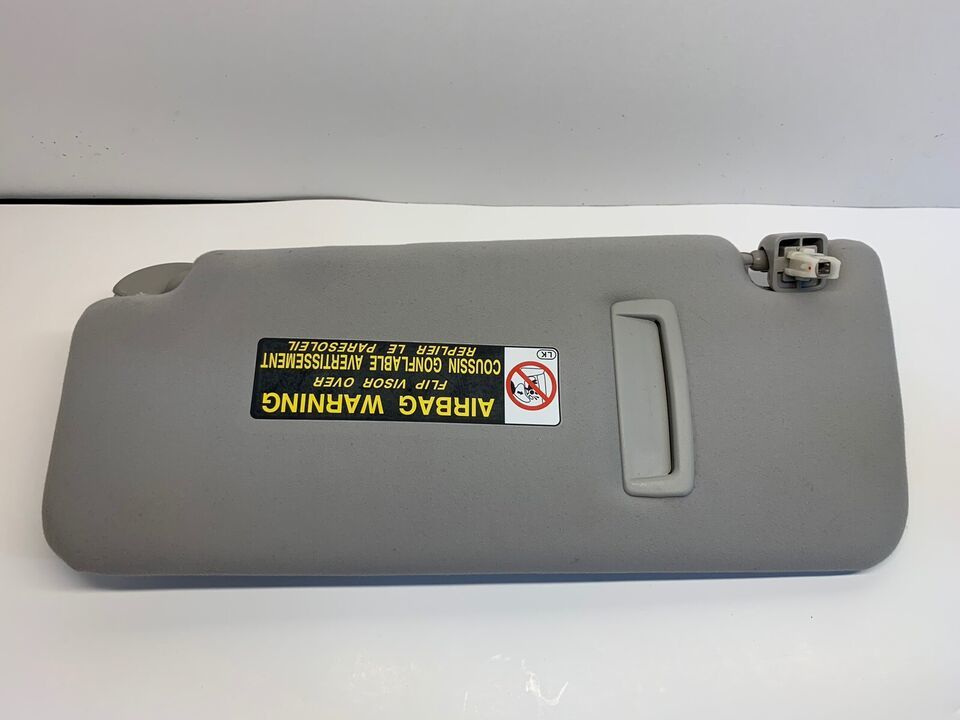 AIRBAG WARNING
FLIP VISOR OVER
COUSSIN GONFLABLE AVERTISSEMENT
REPLIER LE PARESOLEIL
LK